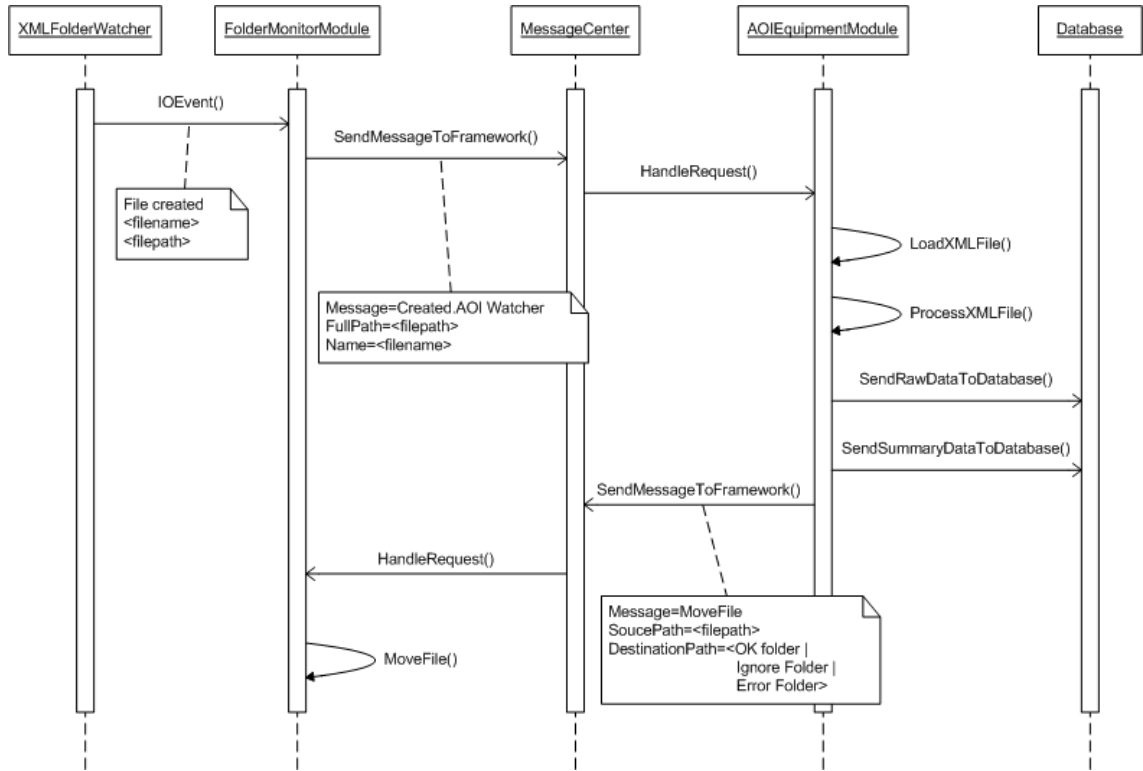 XMLFolderWatcher
FolderMonitorModule
MessageCenter
AOIEquipmentModule
Database
IOEvent()
SendMessageToFramework()
HandleRequest()
File created
<filename>
<filepath>
LoadXMLFile()
Message=Created.AOI Watcher
FullPath=<filepath>
Name=<filename>
ProcessXMLFile()
SendRawDataToDatabase()
SendSummaryDataToDatabase()
SendMessageToFramework()
HandleRequest()
Message=MoveFile
SoucePath=<filepath>
DestinationPath=<OK folder |
Ignore Folder |
Error Folder>
MoveFile()